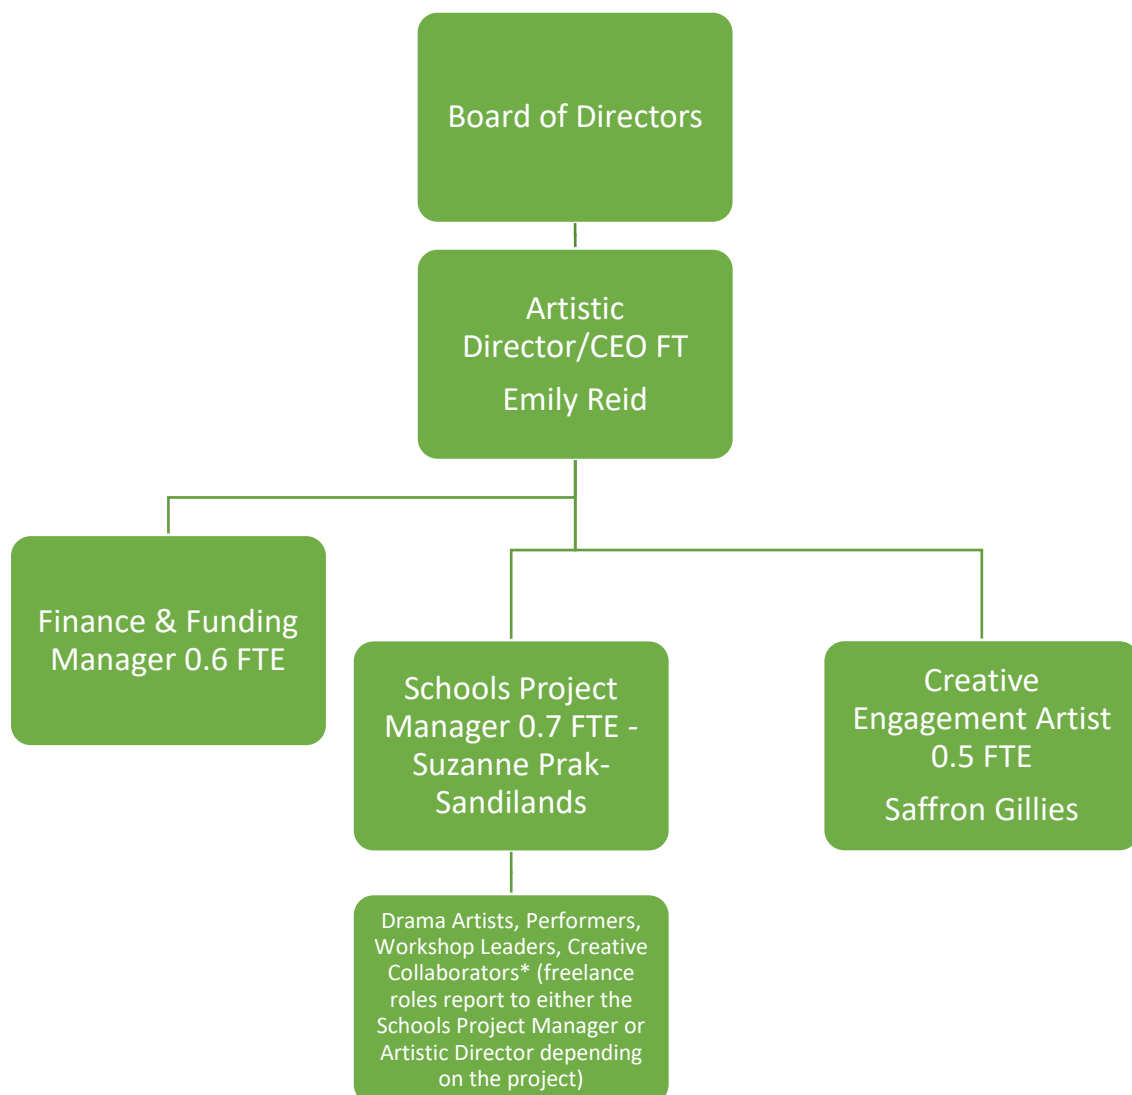 Board of Directors
Artistic
Director/CEO FT
Emily Reid
Finance & Funding
Manager 0.6 FTE
Schools Project
Manager 0.7 FTE -
Suzanne Prak-
Sandilands
Creative
Engagement Artist
0.5 FTE
Saffron Gillies
Drama Artists, Performers,
Workshop Leaders, Creative
Collaborators* (freelance
roles report to either the
Schools Project Manager or
Artistic Director depending
on the project)